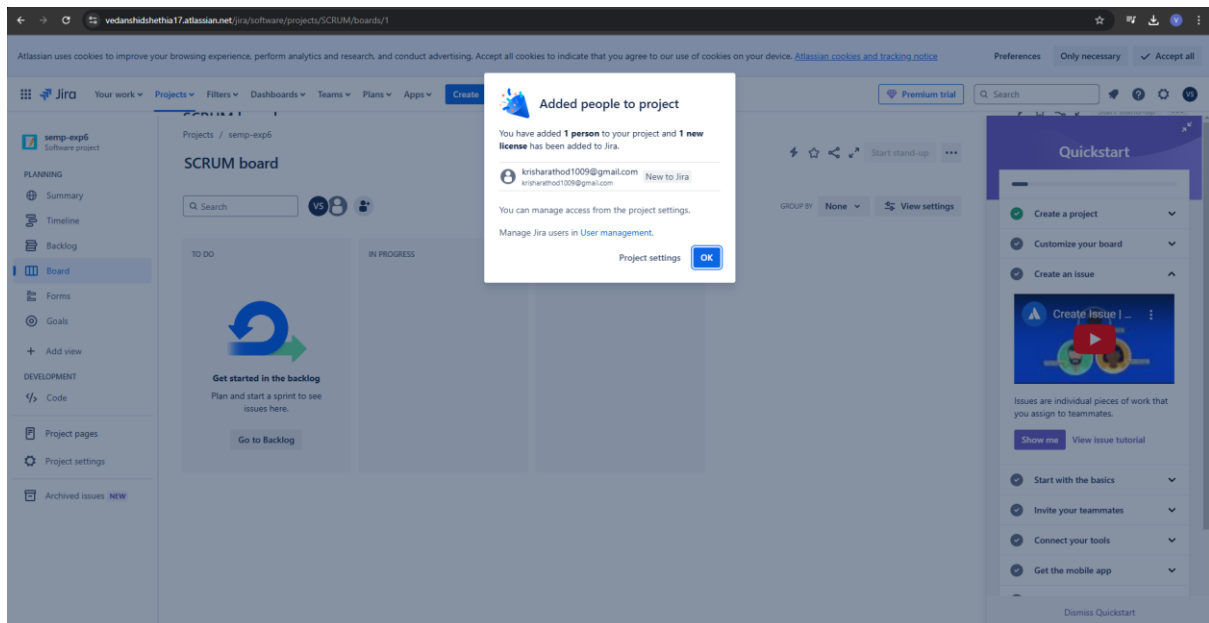 vedanshidshethia17.atlassian.net/jira/software/projects/SCRUM/boards/1
Atlassian uses cookies to improve your browsing experience, perform analytics and research, and conduct advertising. Accept all cookies to indicate that you agree to our use of cookies on your device. Atlassian cookies and tracking notice
Preferences
Only necessary
Accept all
Jira
Your work
Projects
Filters
Dashboards
Teams
Plans
Apps
Create
Premium trial
Search
VS
semp-exp6
Software project
PLANNING
Summary
Timeline
Backlog
Board
Forms
Goals
Add view
DEVELOPMENT
Code
Project pages
Project settings
Archived issues NEW
Projects / semp-exp6
SCRUM board
Search
VS
Start stand-up
GROUP BY None
View settings
TO DO
IN PROGRESS
Get started in the backlog
Plan and start a sprint to see
issues here.
Go to Backlog
Added people to project
You have added 1 person to your project and 1 new
license has been added to Jira.
krisharathod1009@gmail.com
krisharathod1009@gmail.com
New to Jira
You can manage access from the project settings.
Manage Jira users in User management.
Project settings
OK
Quickstart
Create a project
Customize your board
Create an issue
Create Issue | ...
Issues are individual pieces of work that
you assign to teammates.
Show me
View issue tutorial
Start with the basics
Invite your teammates
Connect your tools
Get the mobile app
Dismiss Quickstart